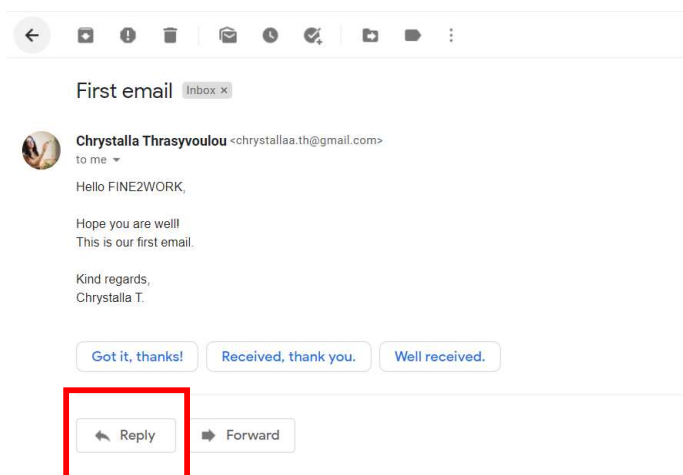 First email Inbox ×
Chrystalla Thrasyvoulou <chrystallaa.th@gmail.com>
to me
Hello FINE2WORK,
Hope you are well!
This is our first email.
Kind regards,
Chrystalla T.
Got it, thanks! Received, thank you. Well received.
Reply Forward